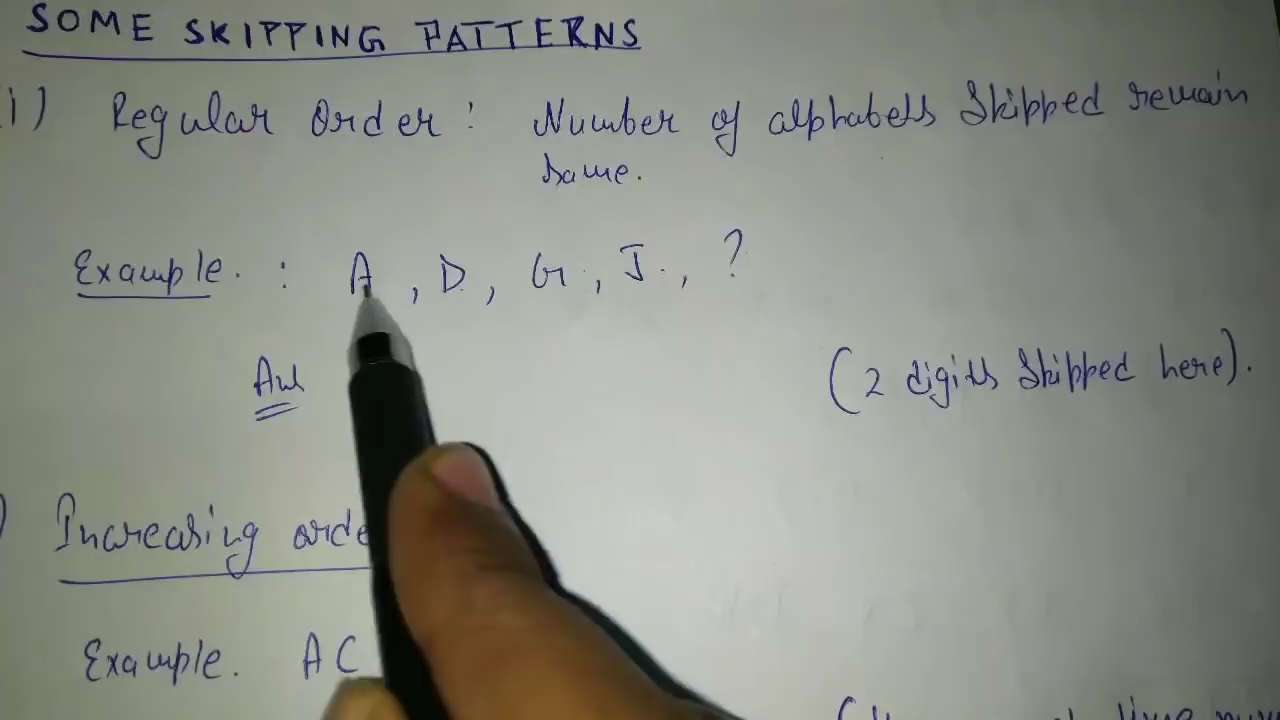 SOME SKIPPING PATTERNS
i) Regular Order : Number of alphabets skipped remain
same.
Example. : A , D , G , J , ?
Ans
(2 digits skipped here).
) Increasing orde
Example. AC